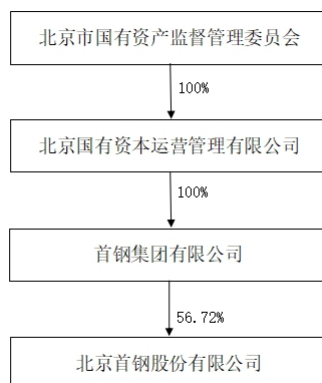 北京市国有资产监督管理委员会
100%
北京国有资本运营管理有限公司
100%
首钢集团有限公司
56.72%
北京首钢股份有限公司